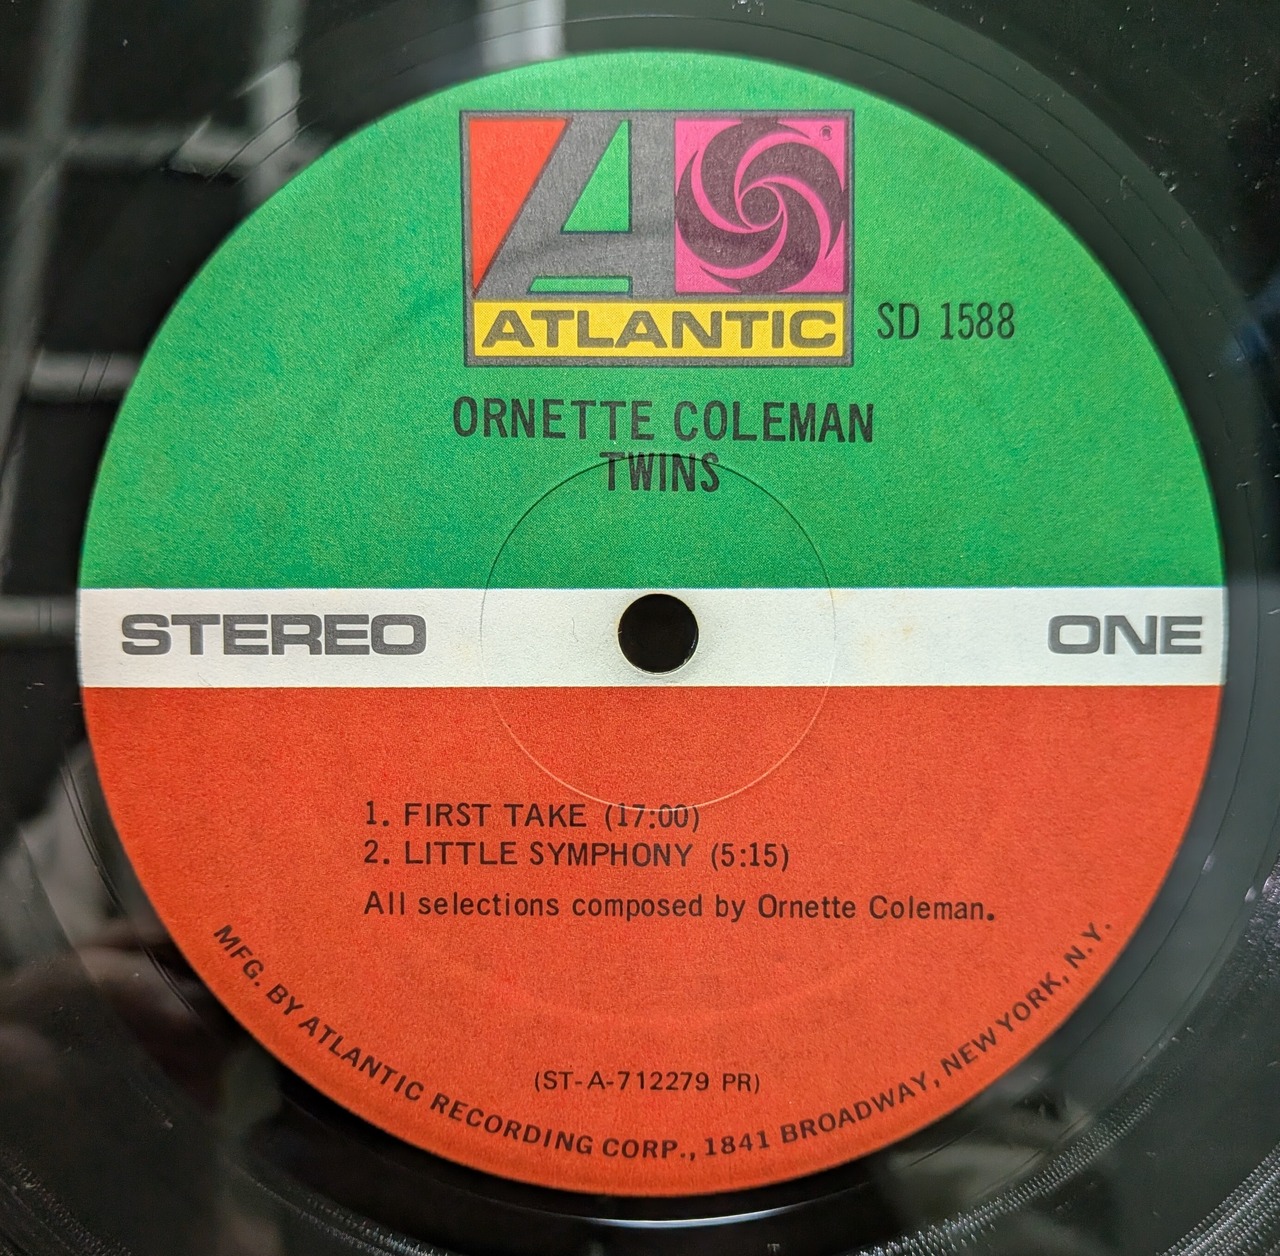 A ®
ATLANTIC
SD 1588
ORNETTE COLEMAN
TWINS
STEREO
ONE
1. FIRST TAKE (17:00)
2. LITTLE SYMPHONY (5:15)
All selections composed by Ornette Coleman.
(ST-A-712279 PR)
MFG. BY ATLANTIC RECORDING CORP., 1841 BROADWAY, NEW YORK, N.Y.